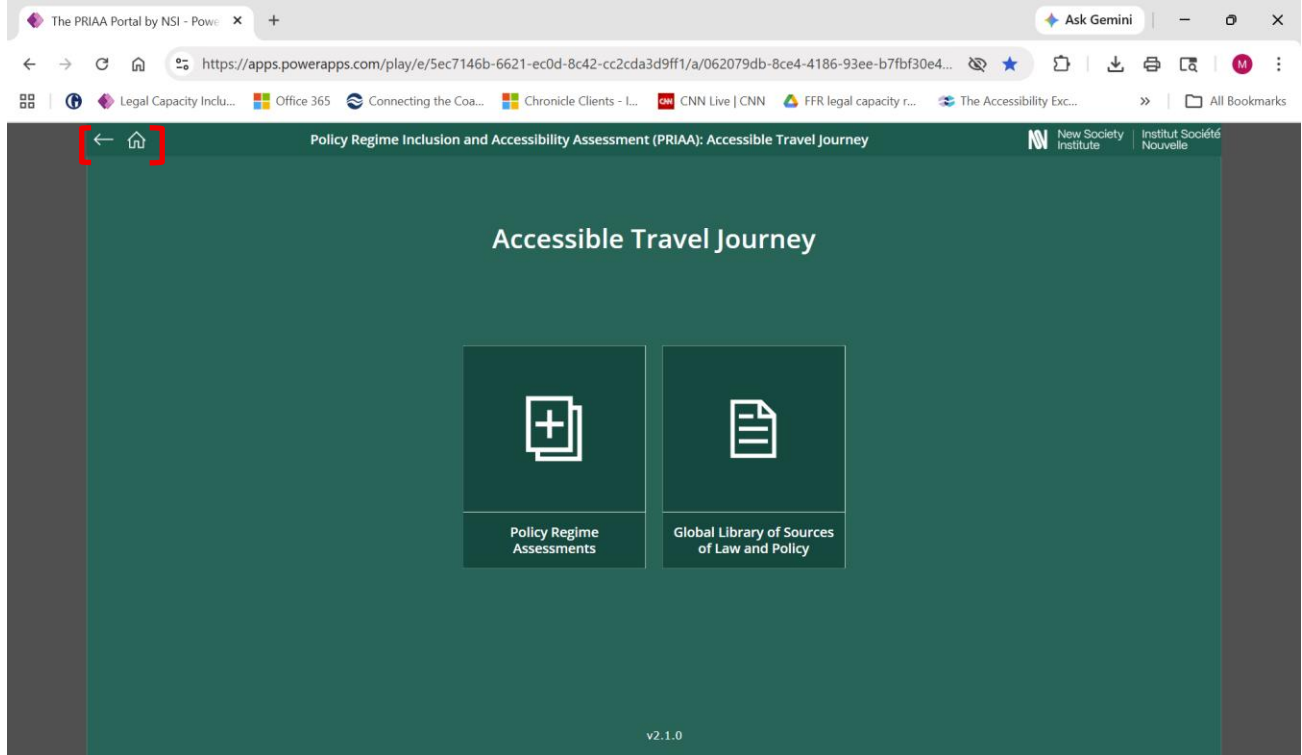 The PRIAA Portal by NSI - Powe
Ask Gemini
https://apps.powerapps.com/play/e/5ec7146b-6621-ec0d-8c42-cc2cda3d9ff1/a/062079db-8ce4-4186-93ee-b7fbf30e4...
M
Legal Capacity Inclu...
Office 365
Connecting the Coa...
Chronicle Clients - I...
CNN Live | CNN
FFR legal capacity r...
The Accessibility Exc...
All Bookmarks
Policy Regime Inclusion and Accessibility Assessment (PRIAA): Accessible Travel Journey
New Society
Institute
Institut Société
Nouvelle
Accessible Travel Journey
Policy Regime
Assessments
Global Library of Sources
of Law and Policy
v2.1.0